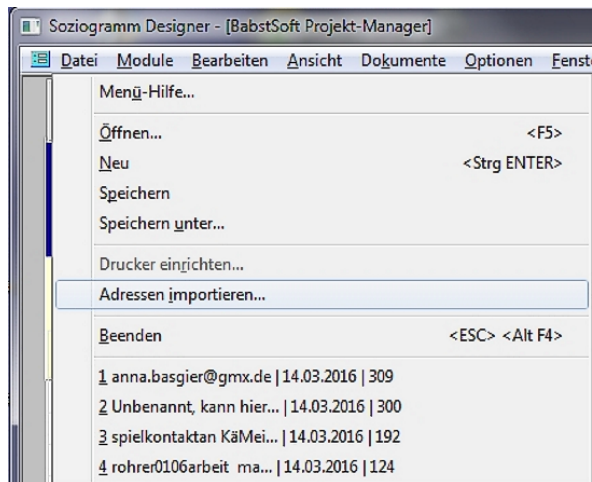 Soziogramm Designer - [BabstSoft Projekt-Manager]
Datei Module Bearbeiten Ansicht Dokumente Optionen Fenst
Menü-Hilfe...
Öffnen... <F5>
Neu <Strg ENTER>
Speichern
Speichern unter...
Drucker einrichten...
Adressen importieren...
Beenden <ESC> <Alt F4>
1 anna.basgier@gmx.de | 14.03.2016 | 309
2 Unbenannt, kann hier... | 14.03.2016 | 300
3 spielkontaktan KäMei... | 14.03.2016 | 192
4 rohrer0106arbeit ma... | 14.03.2016 | 124